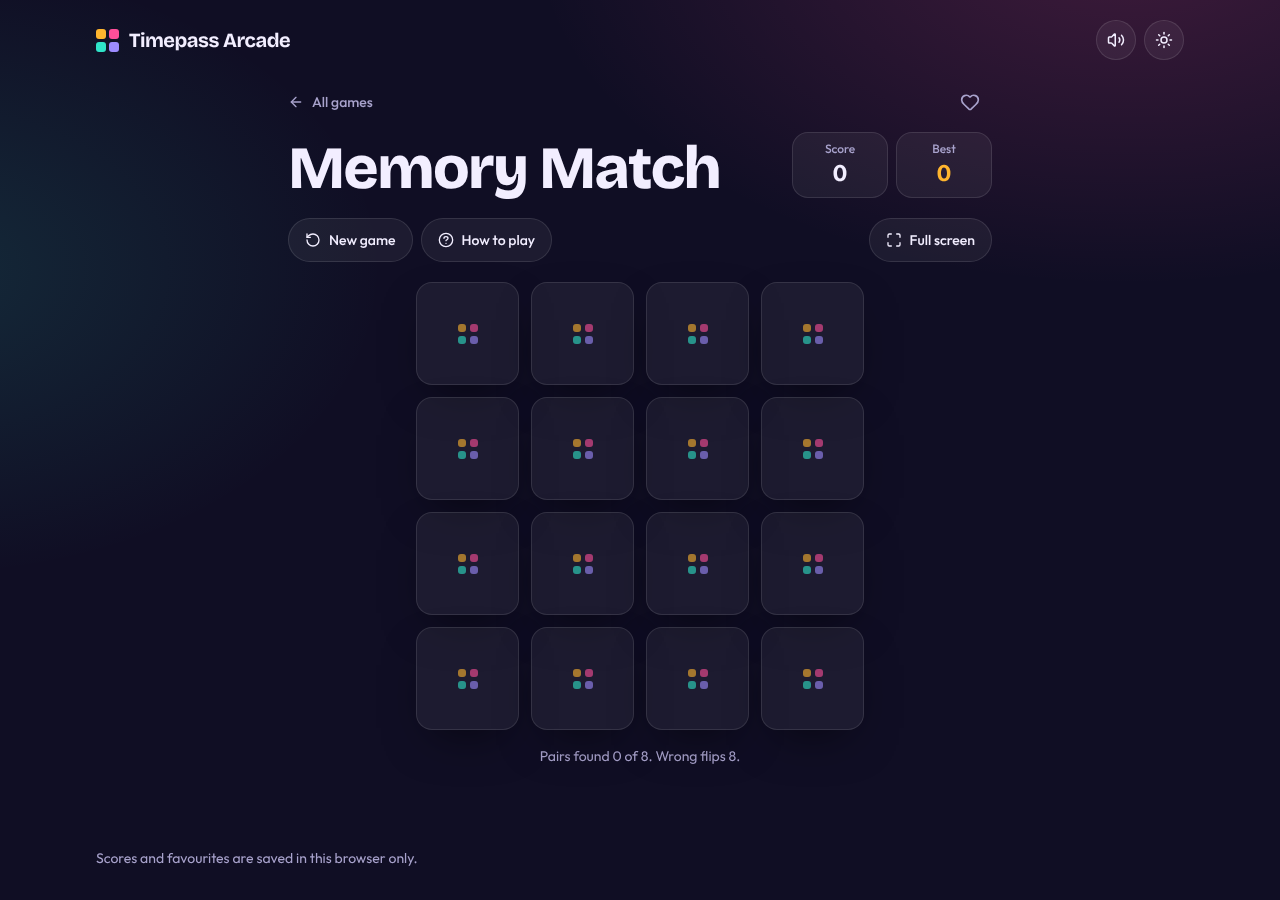 Timepass Arcade
All games
Memory Match
Score
0
Best
0
New game
How to play
Full screen
Pairs found 0 of 8. Wrong flips 8.
Scores and favourites are saved in this browser only.